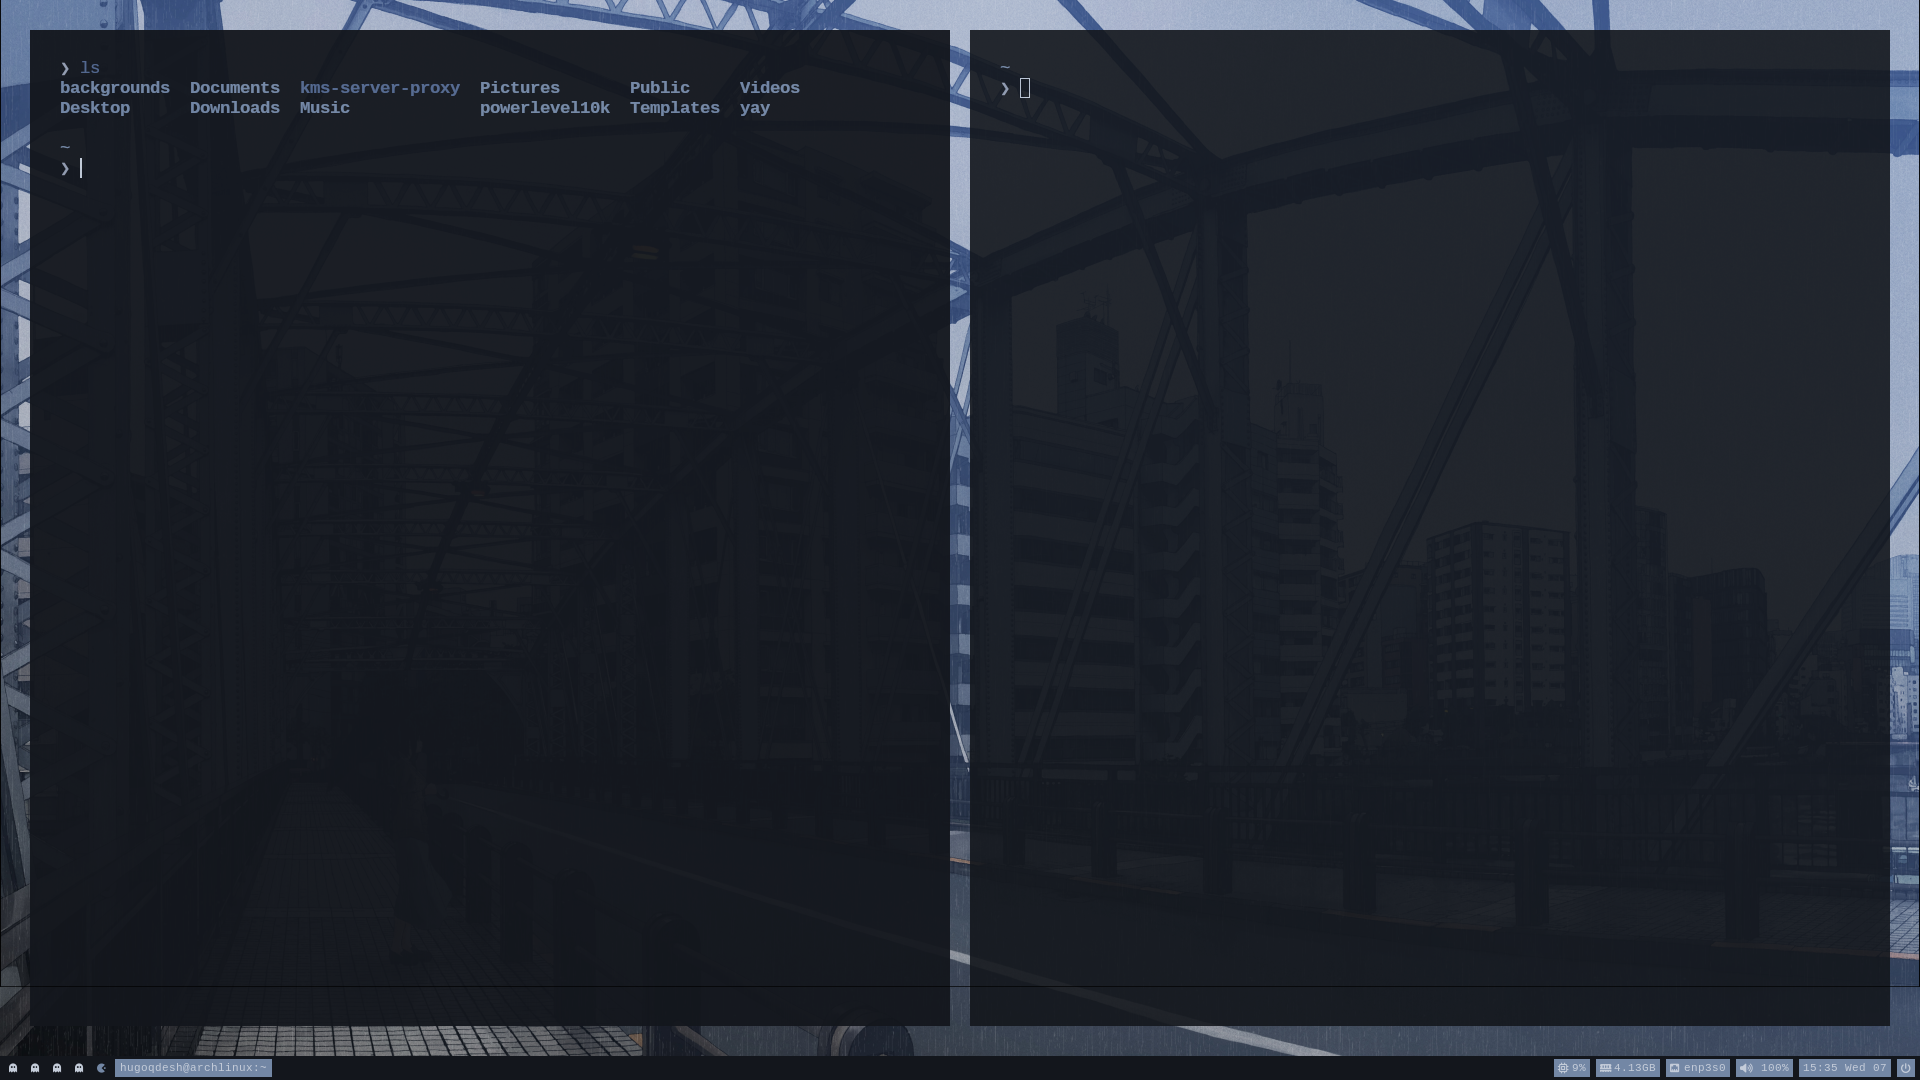 ❯ ls
backgrounds Documents kms-server-proxy Pictures Public Videos
Desktop Downloads Music powerlevel10k Templates yay
~
❯
~
❯
hugoqdesh@archlinux:~ 9% 4.13GB enp3s0 100% 15:35 Wed 07